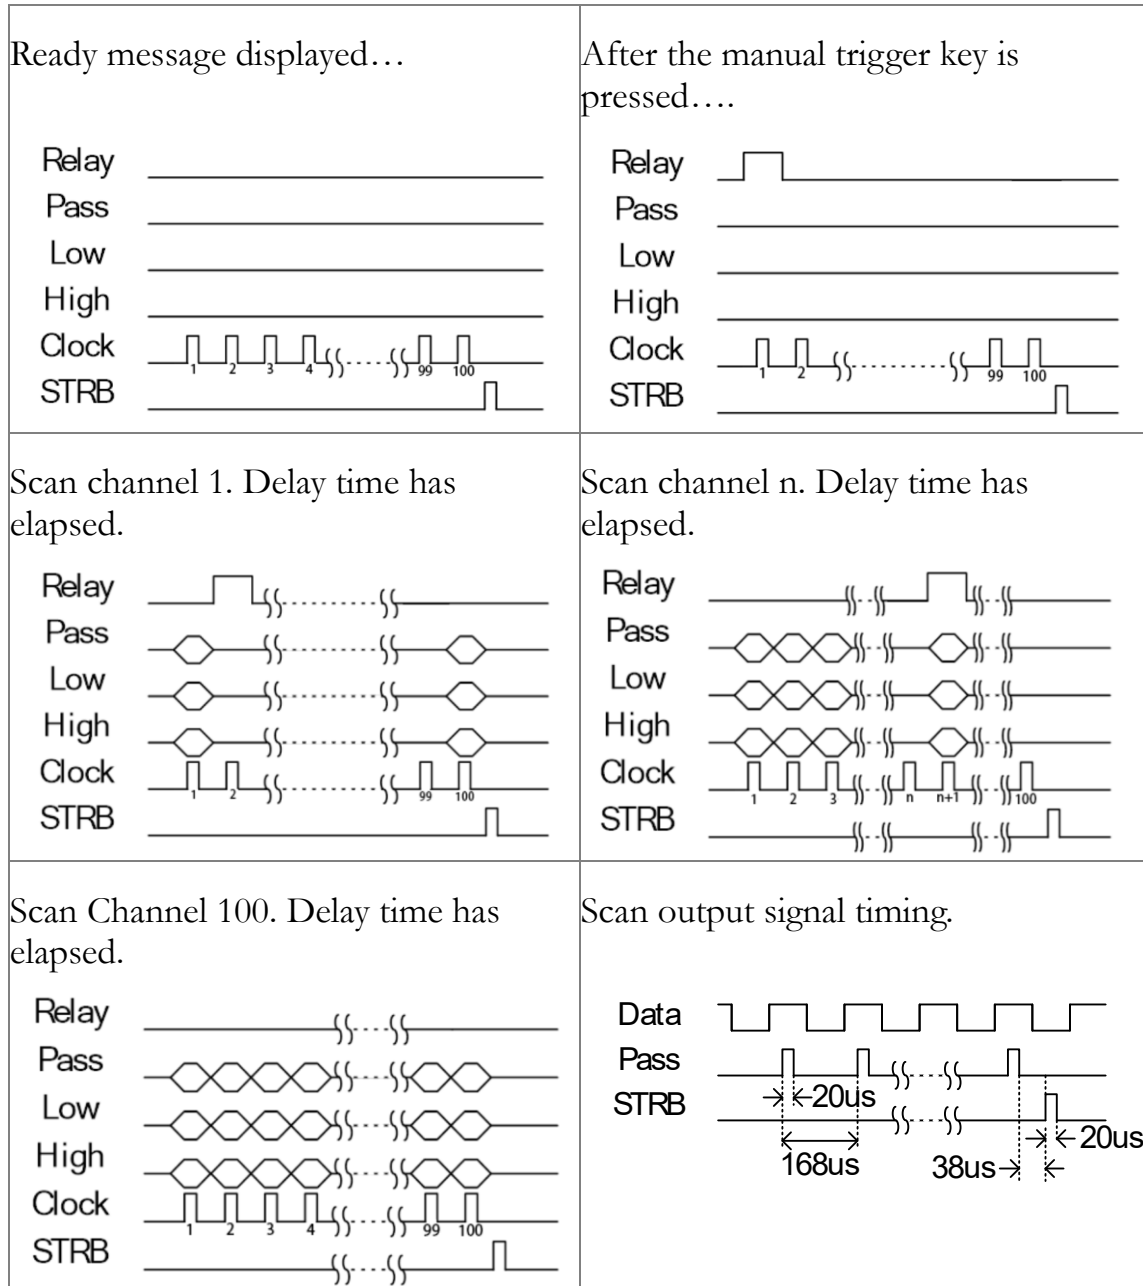 Ready message displayed…
Relay
Pass
Low
High
Clock
1 2 3 4 99 100
STRB
After the manual trigger key is
pressed….
Relay
Pass
Low
High
Clock
1 2 99 100
STRB
Scan channel 1. Delay time has
elapsed.
Relay
Pass
Low
High
Clock
1 2 99 100
STRB
Scan channel n. Delay time has
elapsed.
Relay
Pass
Low
High
Clock
1 2 3 n n+1 100
STRB
Scan Channel 100. Delay time has
elapsed.
Relay
Pass
Low
High
Clock
1 2 3 4 99 100
STRB
Scan output signal timing.
Data
Pass
STRB
20us
168us
38us
20us